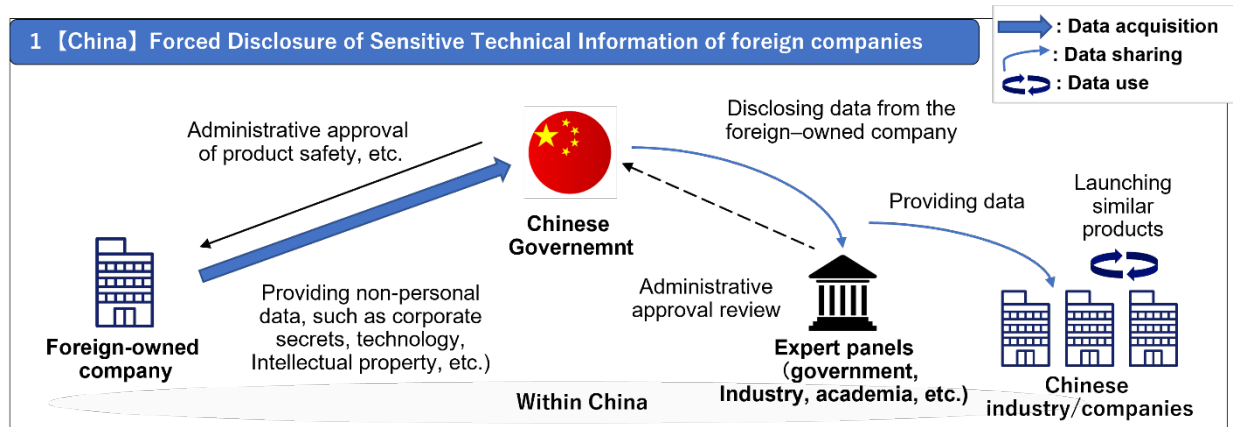 1 【China】Forced Disclosure of Sensitive Technical Information of foreign companies
: Data acquisition
: Data sharing
: Data use
Administrative approval
of product safety, etc.
Disclosing data from the
foreign–owned company
Chinese
Governemnt
Providing data
Launching
similar
products
Foreign-owned
company
Providing non-personal
data, such as corporate
secrets, technology,
Intellectual property, etc.)
Administrative
approval review
Expert panels
（government,
Industry, academia, etc.)
Chinese
industry/companies
Within China